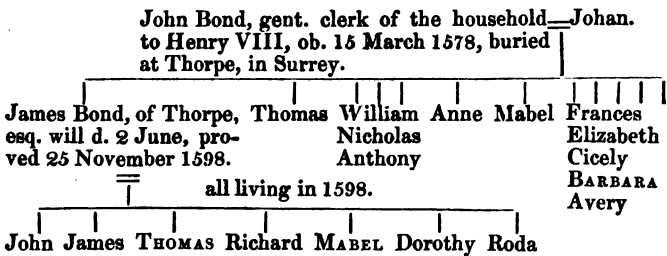 John Bond, gent. clerk of the household=Johan.
to Henry VIII, ob. 15 March 1578, buried
at Thorpe, in Surrey.
James Bond, of Thorpe, Thomas William Anne Mabel Frances
esq. will d. 2 June, pro- Nicholas Elizabeth
ved 25 November 1598. Anthony Cicely
= all living in 1598. BARBARA
Avery
John James THOMAS Richard MABEL Dorothy Roda